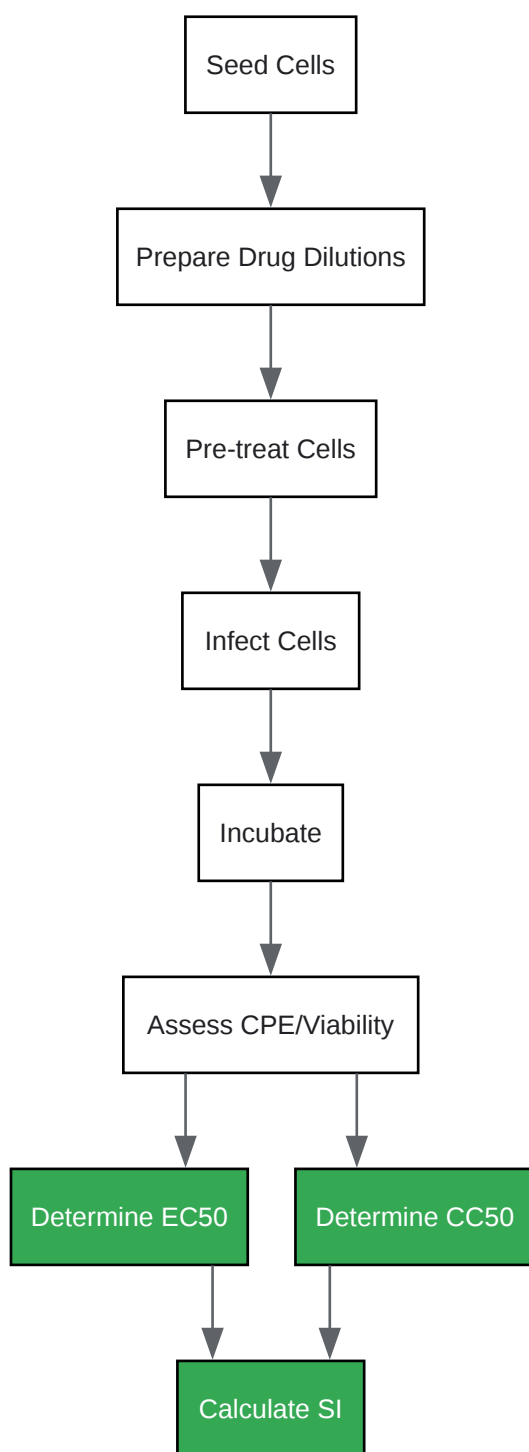 Seed Cells
Prepare Drug Dilutions
Pre-treat Cells
Infect Cells
Incubate
Assess CPE/Viability
Determine EC50
Determine CC50
Calculate SI